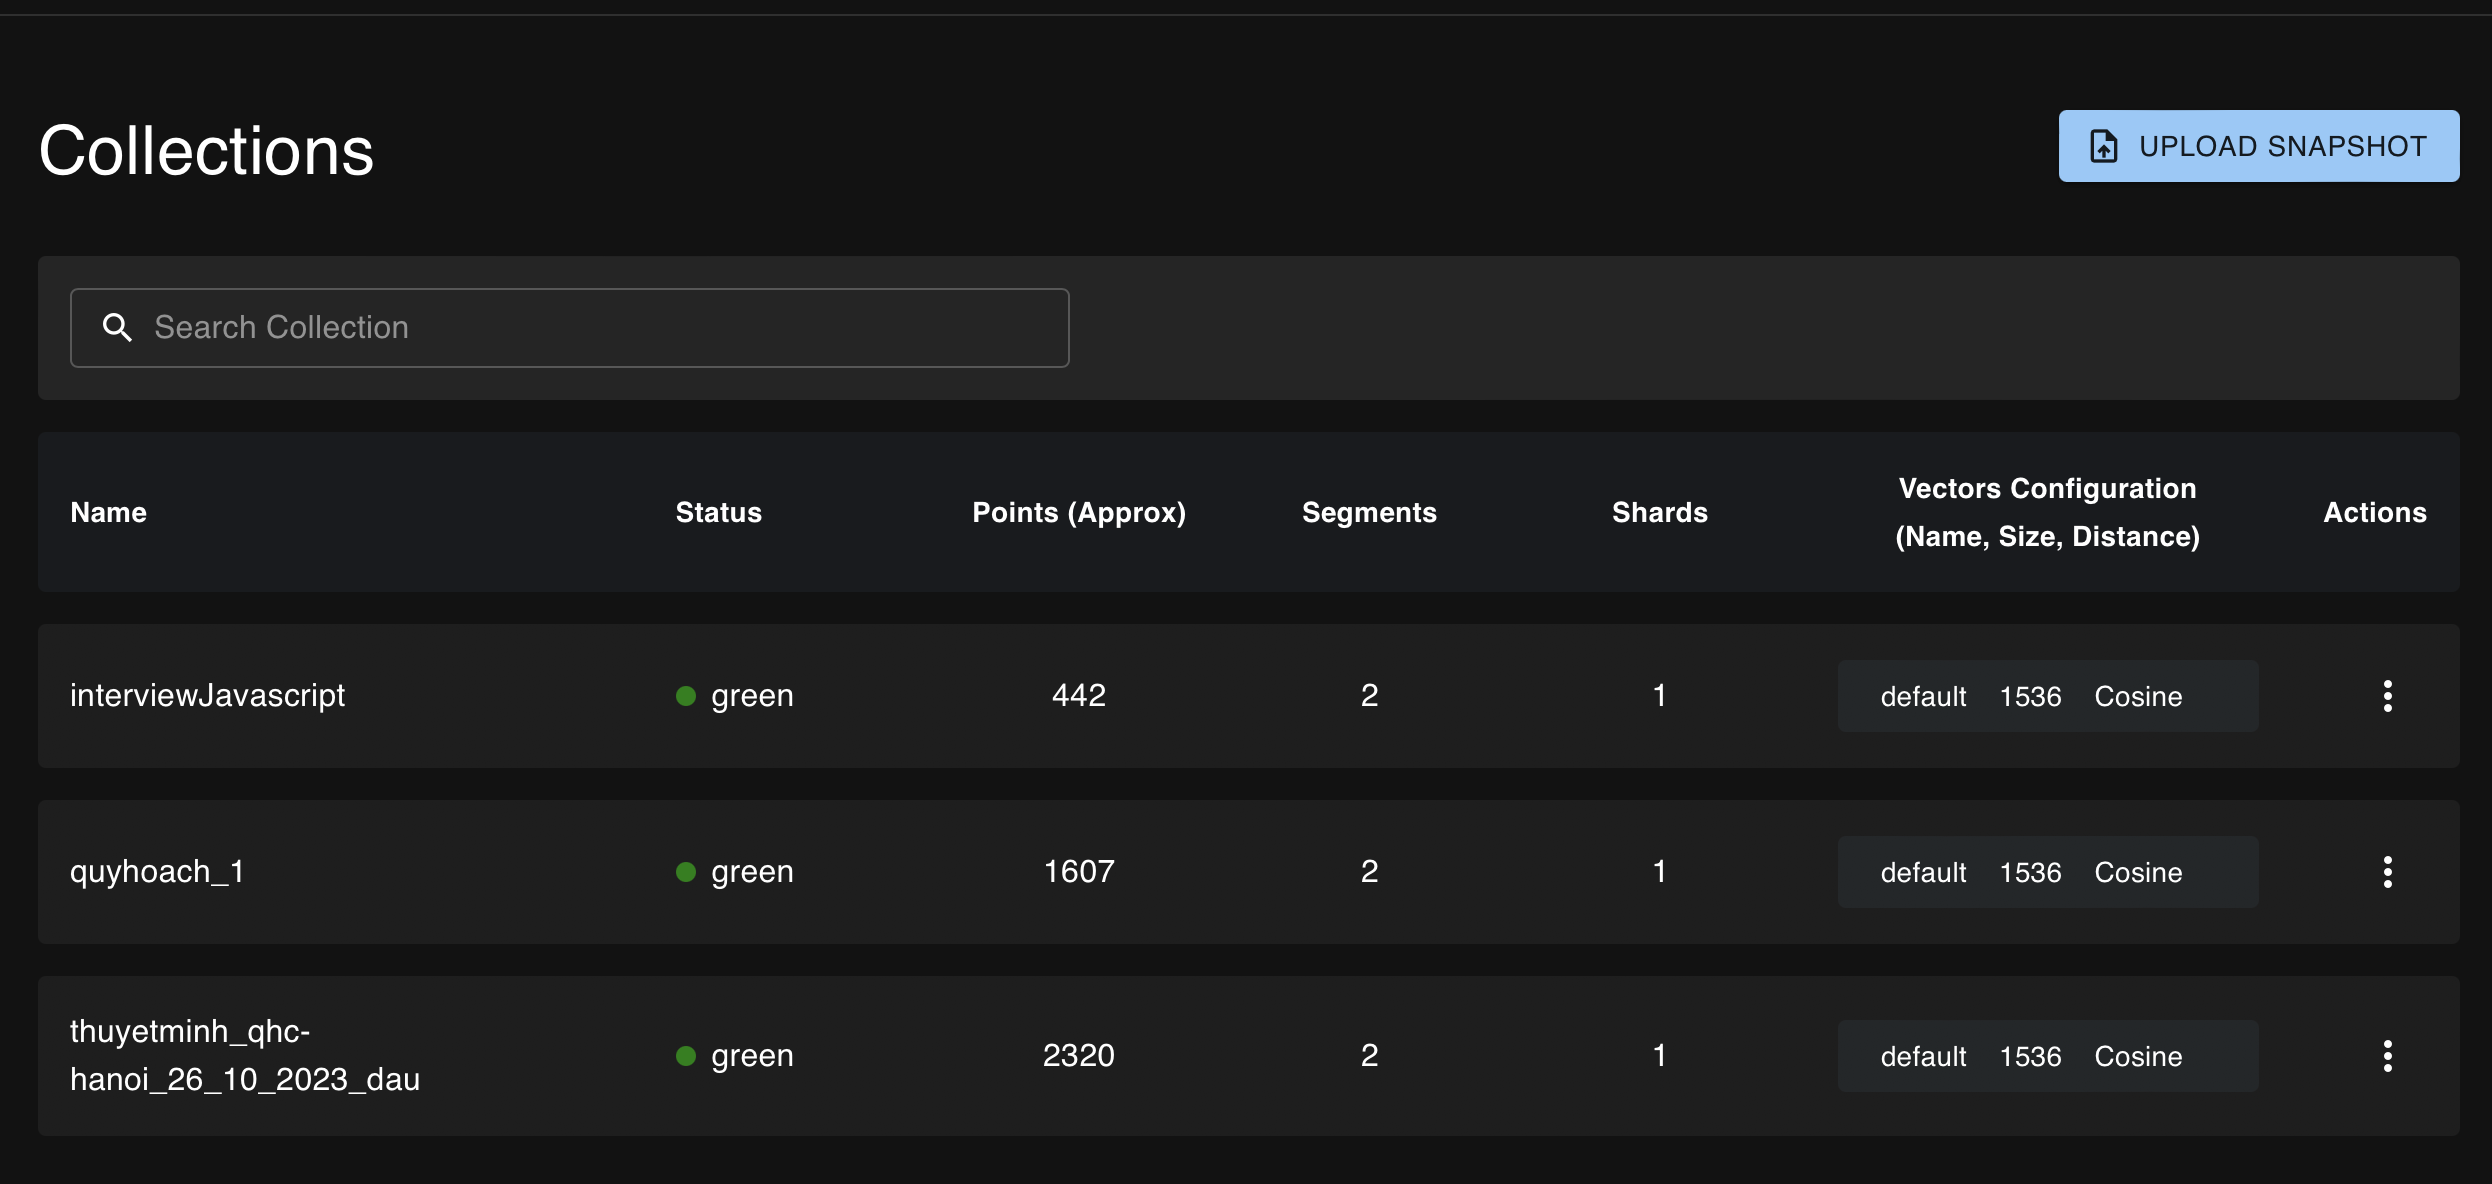 Collections
UPLOAD SNAPSHOT
Search Collection
Name Status Points (Approx) Segments Shards Vectors Configuration (Name, Size, Distance) Actions
interviewJavascript green 442 2 1 default 1536 Cosine
quyhoach_1 green 1607 2 1 default 1536 Cosine
thuyetminh_qhc-
hanoi_26_10_2023_dau green 2320 2 1 default 1536 Cosine